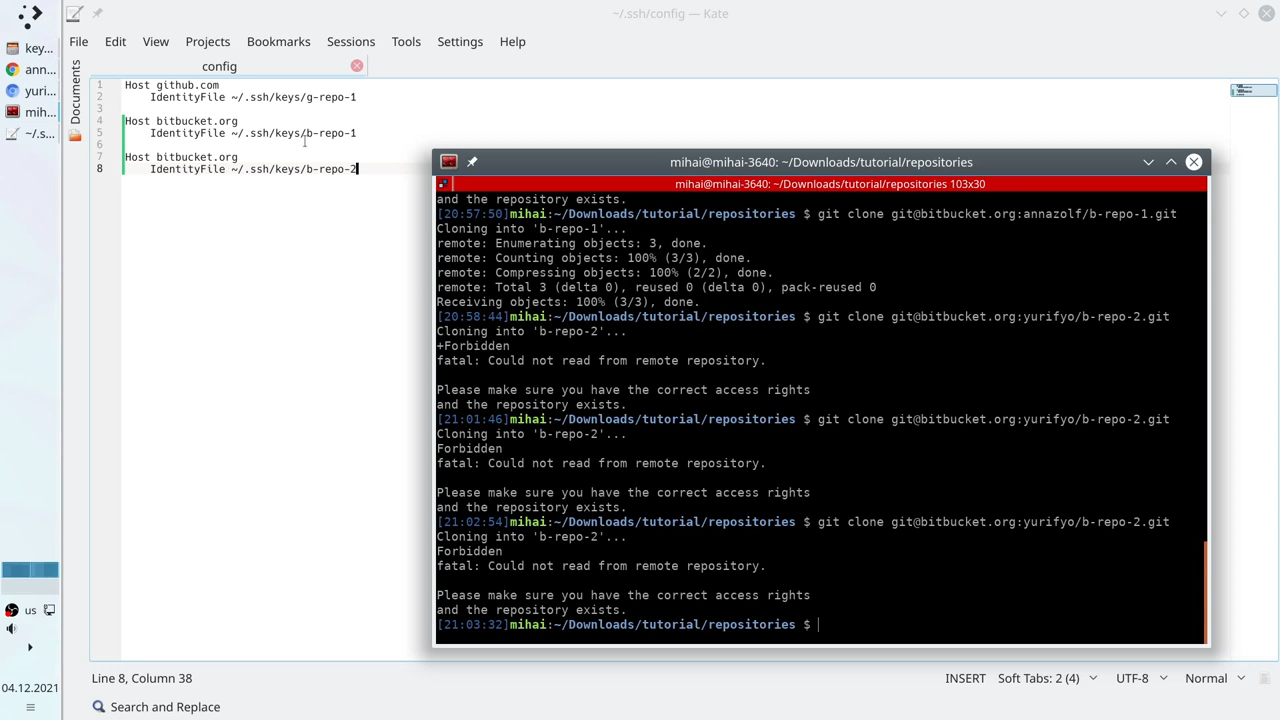 ~/.ssh/config — Kate
File Edit View Projects Bookmarks Sessions Tools Settings Help
key...
ann...
yuri...
mih...
~/.s...
us
04.12.2021
Documents
config
1 Host github.com
2 IdentityFile ~/.ssh/keys/g-repo-1
3
4 Host bitbucket.org
5 IdentityFile ~/.ssh/keys/b-repo-1
6
7 Host bitbucket.org
8 IdentityFile ~/.ssh/keys/b-repo-2
mihai@mihai-3640: ~/Downloads/tutorial/repositories
mihai@mihai-3640: ~/Downloads/tutorial/repositories 103x30
and the repository exists.
[20:57:50]mihai:~/Downloads/tutorial/repositories $ git clone git@bitbucket.org:annazolf/b-repo-1.git
Cloning into 'b-repo-1'...
remote: Enumerating objects: 3, done.
remote: Counting objects: 100% (3/3), done.
remote: Compressing objects: 100% (2/2), done.
remote: Total 3 (delta 0), reused 0 (delta 0), pack-reused 0
Receiving objects: 100% (3/3), done.
[20:58:44]mihai:~/Downloads/tutorial/repositories $ git clone git@bitbucket.org:yurifyo/b-repo-2.git
Cloning into 'b-repo-2'...
+Forbidden
fatal: Could not read from remote repository.
Please make sure you have the correct access rights
and the repository exists.
[21:01:46]mihai:~/Downloads/tutorial/repositories $ git clone git@bitbucket.org:yurifyo/b-repo-2.git
Cloning into 'b-repo-2'...
Forbidden
fatal: Could not read from remote repository.
Please make sure you have the correct access rights
and the repository exists.
[21:02:54]mihai:~/Downloads/tutorial/repositories $ git clone git@bitbucket.org:yurifyo/b-repo-2.git
Cloning into 'b-repo-2'...
Forbidden
fatal: Could not read from remote repository.
Please make sure you have the correct access rights
and the repository exists.
[21:03:32]mihai:~/Downloads/tutorial/repositories $
Line 8, Column 38 INSERT Soft Tabs: 2 (4) UTF-8 Normal
Search and Replace